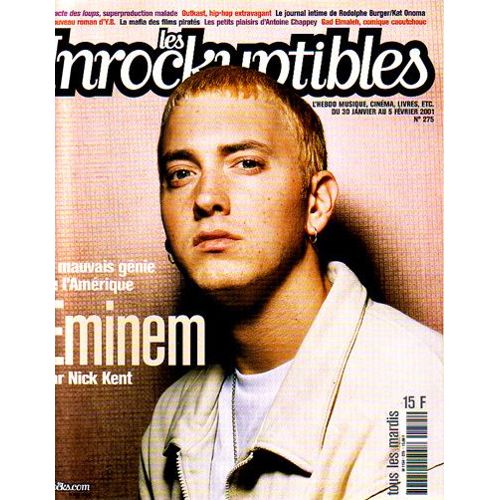 acte des loups, superproduction malade Outkast, hip-hop extravagant Le journal intime de Rodolphe Burger/Kat Onoma
uveau roman d'Y.B. La mafia des films piratés Les petits plaisirs d'Antoine Chappey Gad Elmaleh, comique caoutchouc
les
Inrockuptibles
L'HEBDO MUSIQUE, CINÉMA, LIVRES, ETC.
DU 30 JANVIER AU 5 FÉVRIER 2001
N° 275
mauvais génie
e l'Amérique
Eminem
ar Nick Kent
15 F
tous les mardis
cks.com